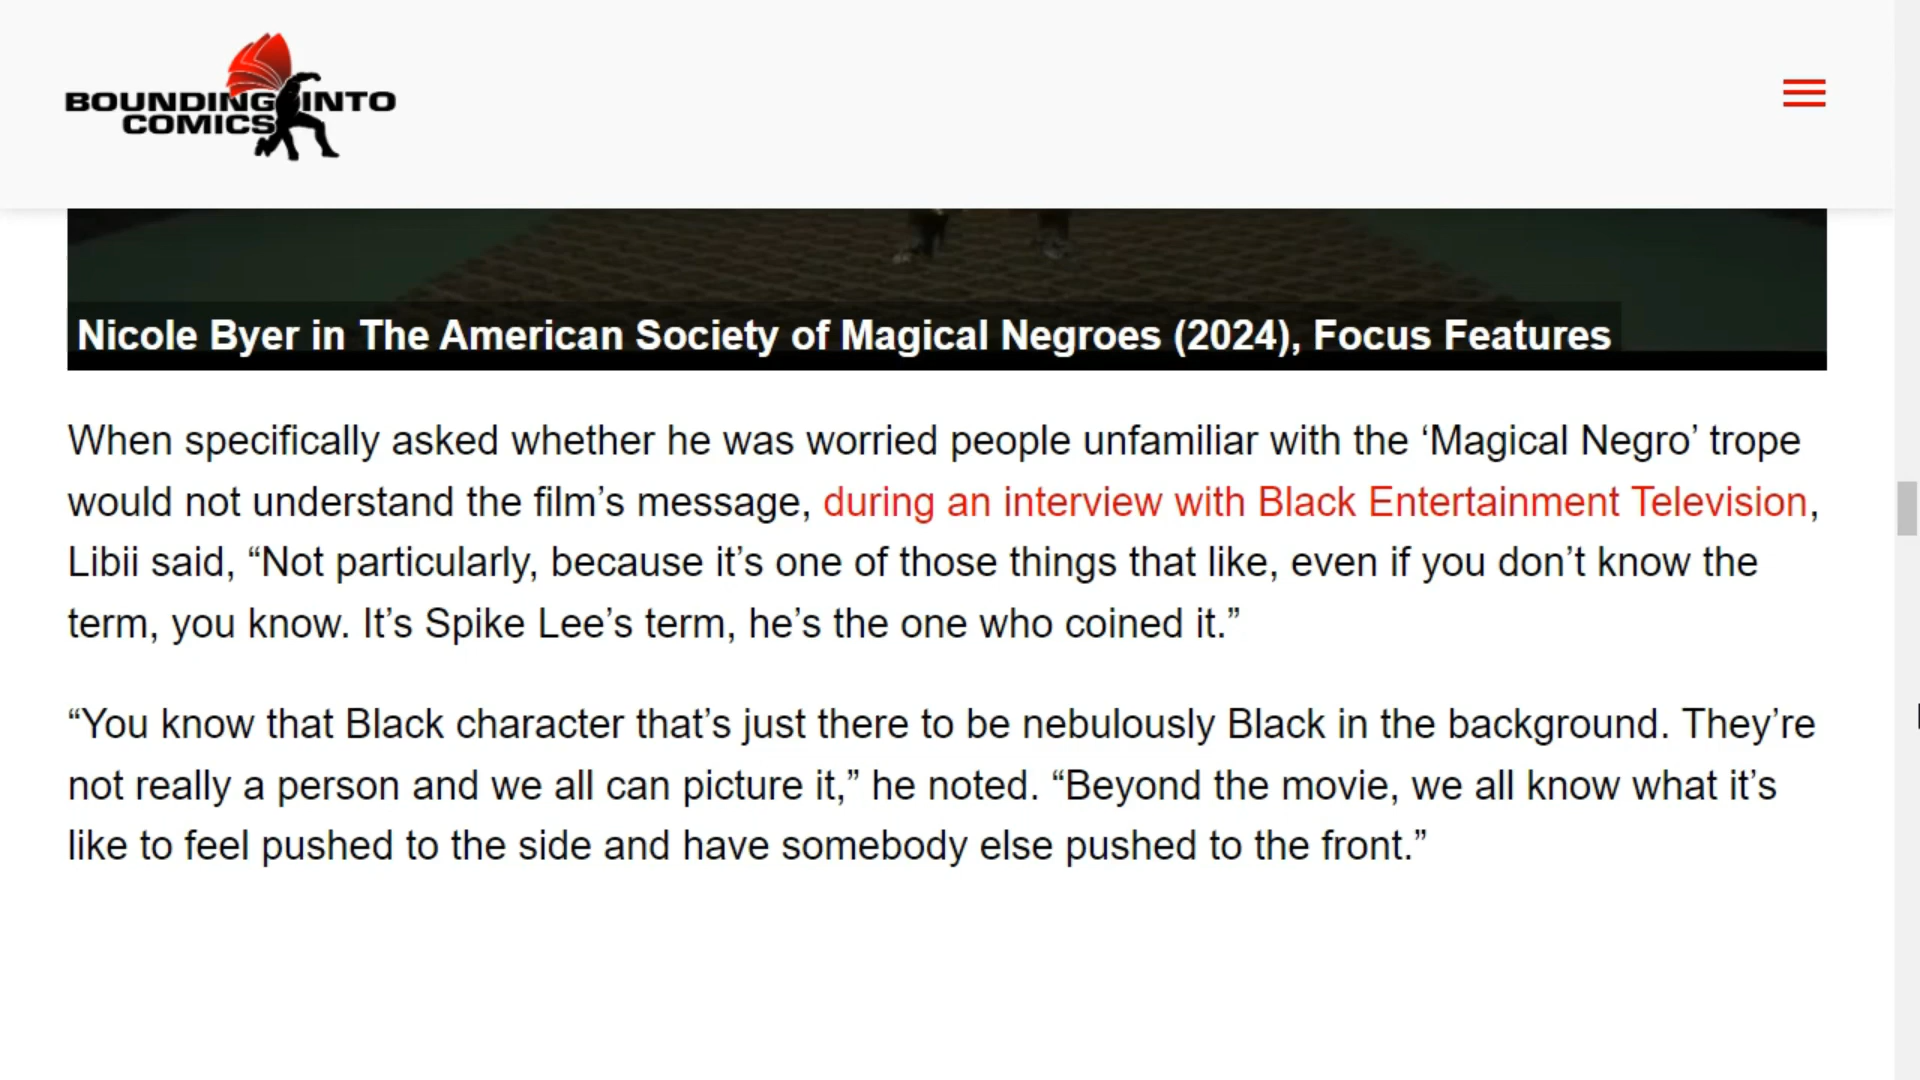 BOUNDING INTO
COMICS
Nicole Byer in The American Society of Magical Negroes (2024), Focus Features
When specifically asked whether he was worried people unfamiliar with the ‘Magical Negro’ trope
would not understand the film’s message, during an interview with Black Entertainment Television,
Libii said, “Not particularly, because it’s one of those things that like, even if you don’t know the
term, you know. It’s Spike Lee’s term, he’s the one who coined it.”
“You know that Black character that’s just there to be nebulously Black in the background. They’re
not really a person and we all can picture it,” he noted. “Beyond the movie, we all know what it’s
like to feel pushed to the side and have somebody else pushed to the front.”